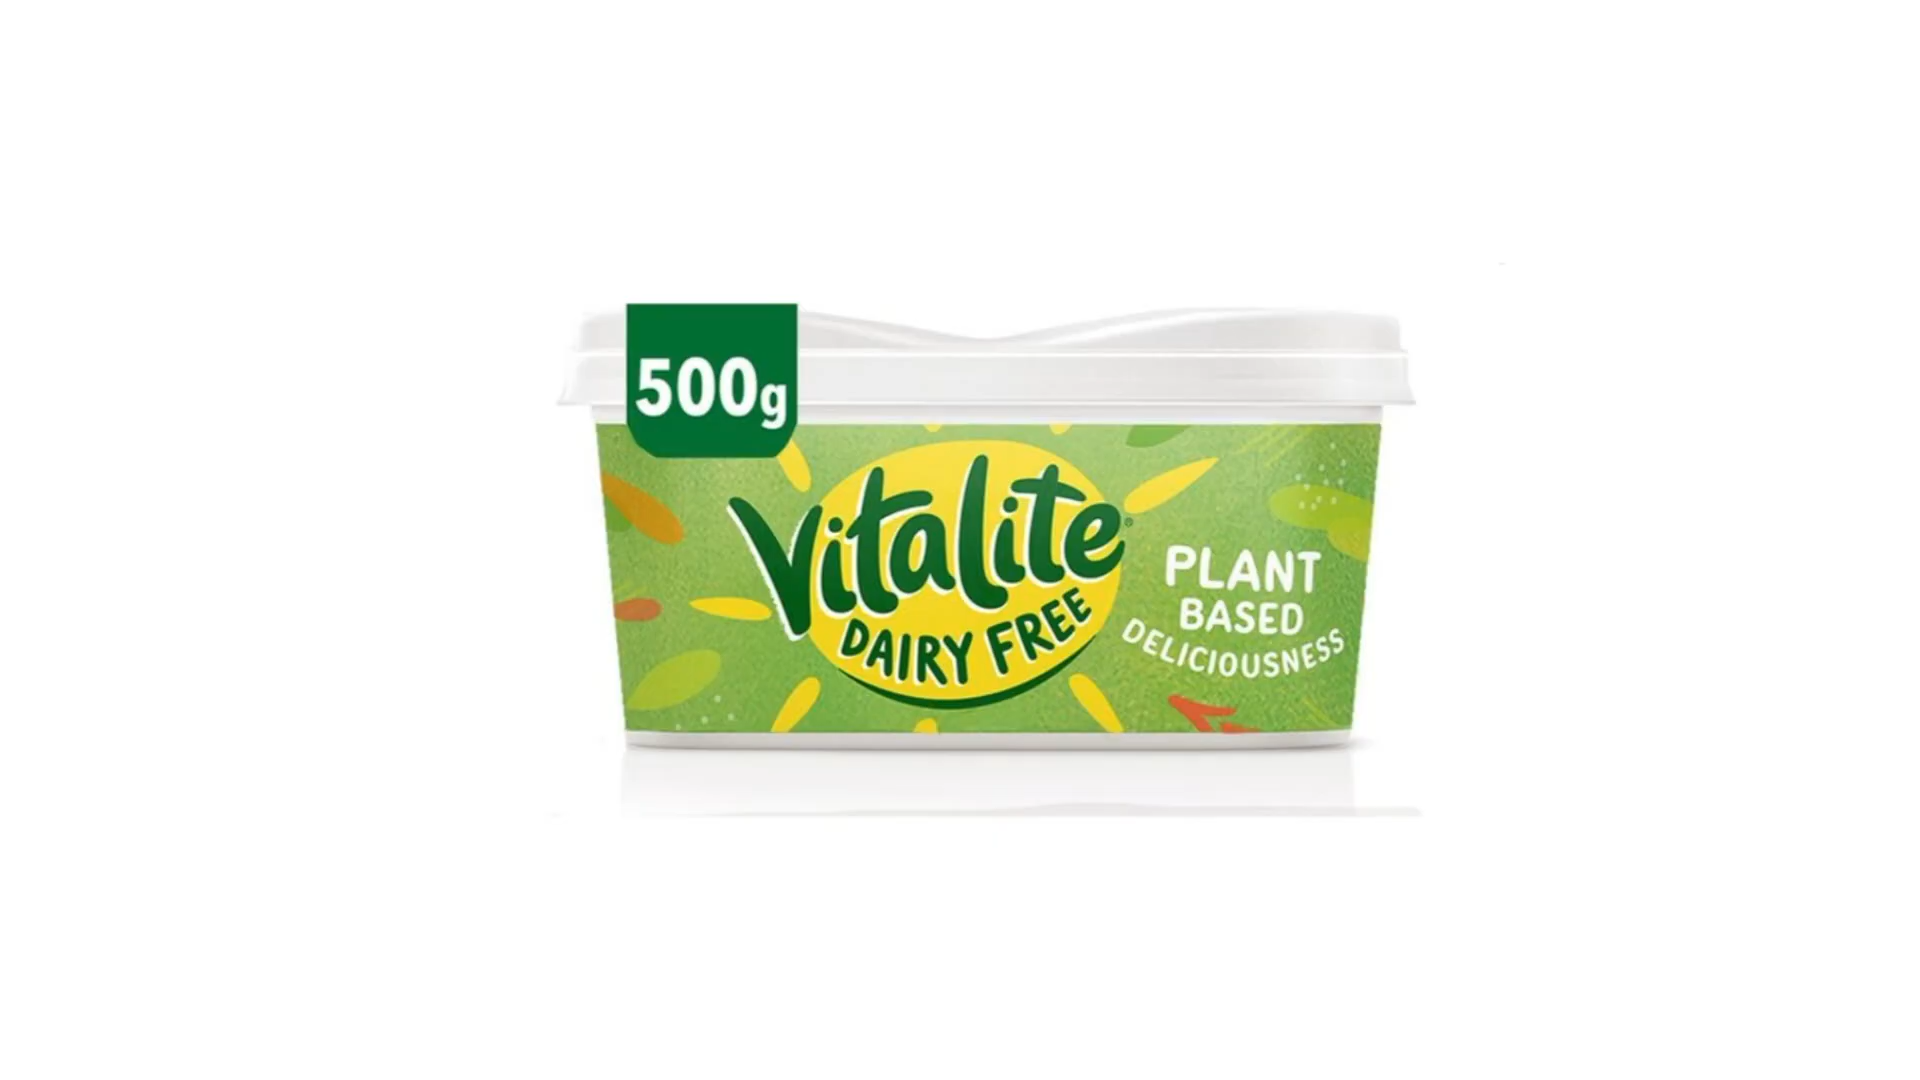 500g
Vitalite®
DAIRY FREE
PLANT
BASED
DELICIOUSNESS